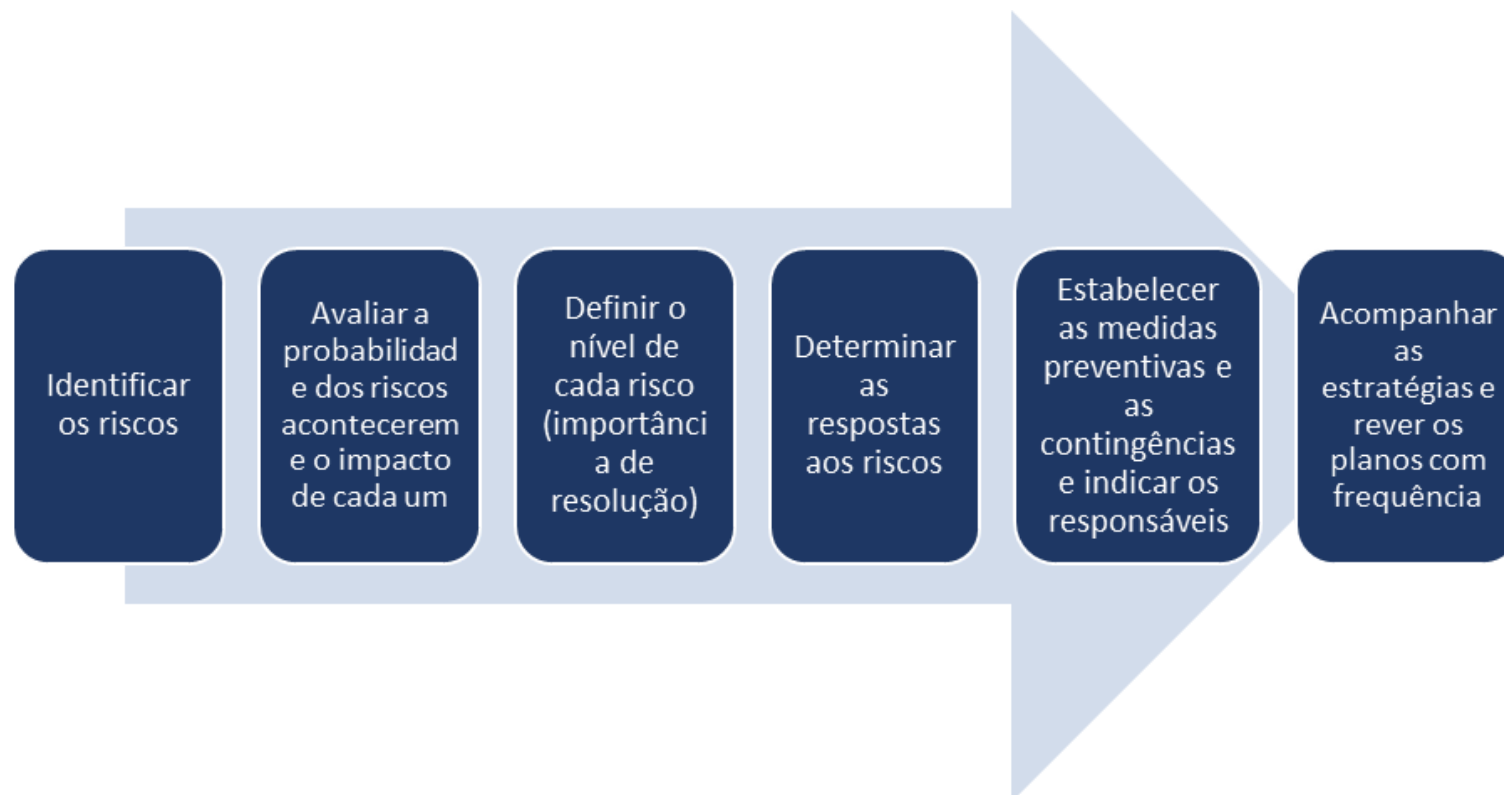 Identificar
os riscos
Avaliar a
probabilidad
e dos riscos
acontecerem
e o impacto
de cada um
Definir o
nível de
cada risco
(importânci
a de
resolução)
Determinar
as
respostas
aos riscos
Estabelecer
as medidas
preventivas e
as
contingências
e indicar os
responsáveis
Acompanhar
as
estratégias e
rever os
planos com
frequência